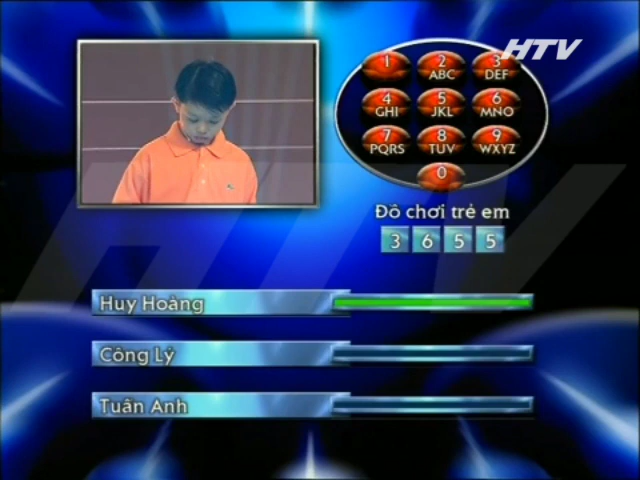 HTV
1
2
3
ABC
DEF
4
5
6
GHI
JKL
MNO
7
8
9
PQRS
TUV
WXYZ
0
Đồ chơi trẻ em
3 6 5 5
Huy Hoàng
Công Lý
Tuấn Anh
HTV